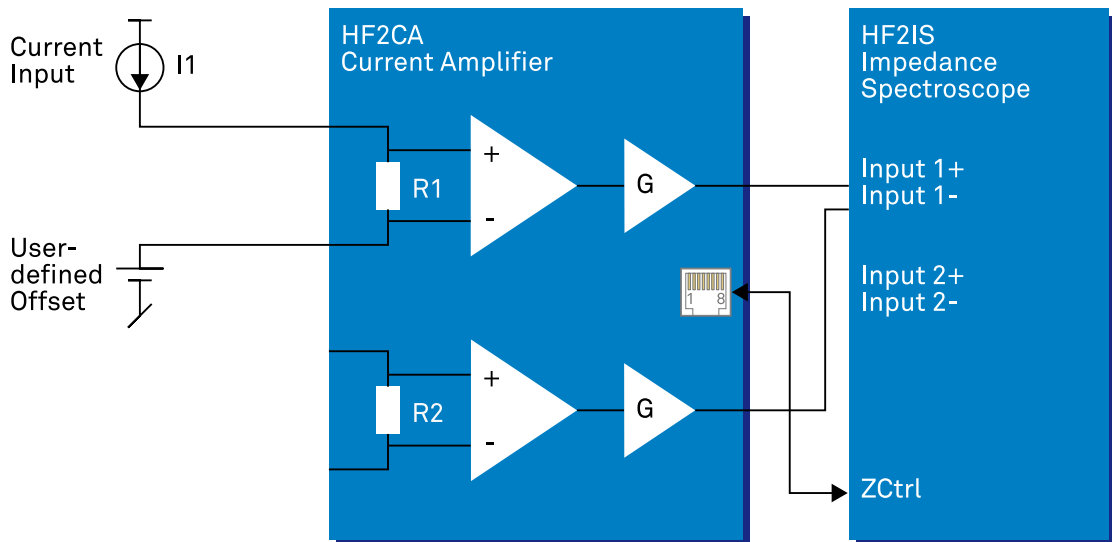 Current
Input
I1
User-
defined
Offset
HF2CA
Current Amplifier
+
-
R1
G
1 8
+
-
R2
G
HF2IS
Impedance
Spectroscope
Input 1+
Input 1-
Input 2+
Input 2-
ZCtrl